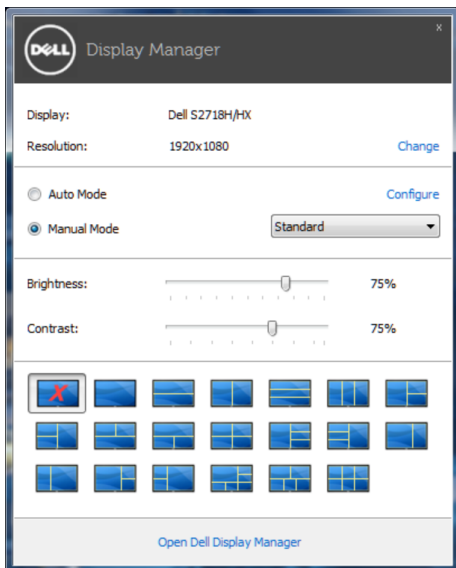 x
DELL Display Manager
Display: Dell S2718H/HX
Resolution: 1920x1080 Change
Auto Mode Configure
Manual Mode Standard
Brightness: 75%
Contrast: 75%
X
Open Dell Display Manager